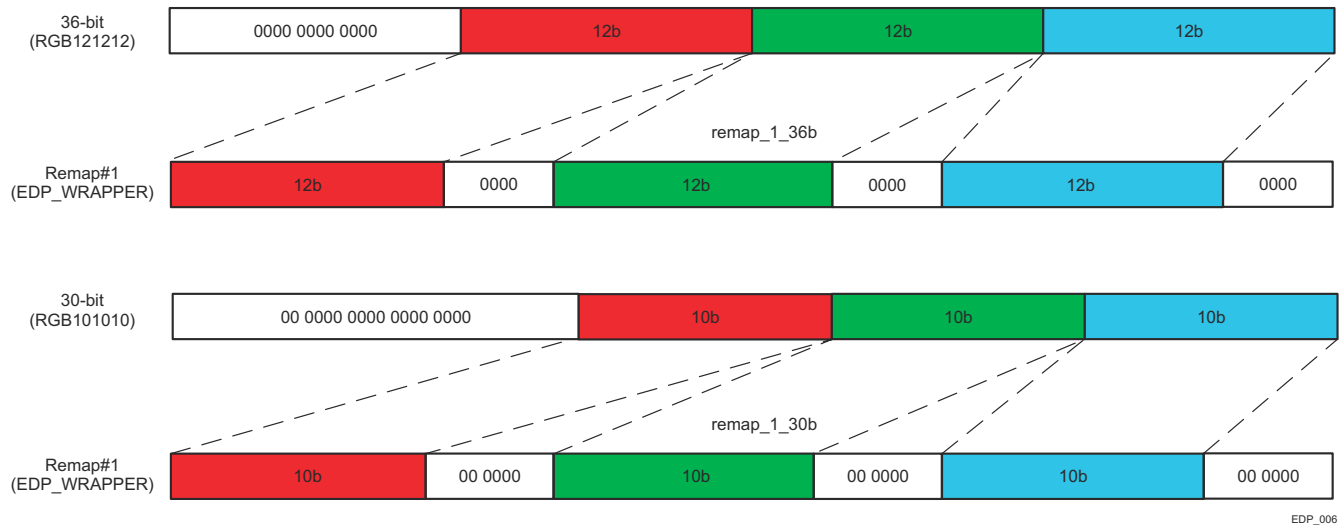 36-bit
(RGB121212)
0000 0000 0000
12b
12b
12b
remap_1_36b
Remap#1
(EDP_WRAPPER)
12b
0000
12b
0000
12b
0000
30-bit
(RGB101010)
00 0000 0000 0000 0000
10b
10b
10b
remap_1_30b
Remap#1
(EDP_WRAPPER)
10b
00 0000
10b
00 0000
10b
00 0000
EDP_006